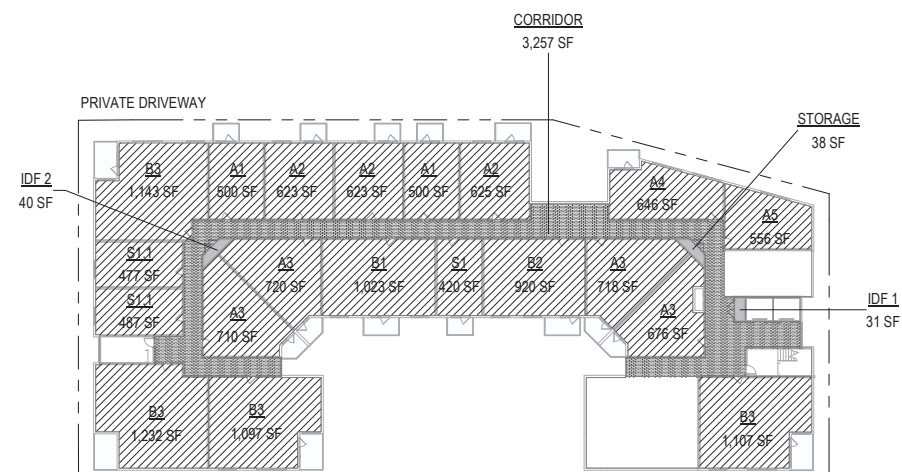 CORRIDOR
3,257 SF
PRIVATE DRIVEWAY
STORAGE
38 SF
IDF 2
40 SF
B3
1,143 SF
A1
500 SF
A2
623 SF
A2
623 SF
A1
500 SF
A2
625 SF
A4
646 SF
A5
556 SF
S1.1
477 SF
S1.1
487 SF
A3
720 SF
A3
710 SF
B1
1,023 SF
S1
420 SF
B2
920 SF
A3
718 SF
A3
676 SF
IDF 1
31 SF
B3
1,232 SF
B3
1,097 SF
B3
1,107 SF